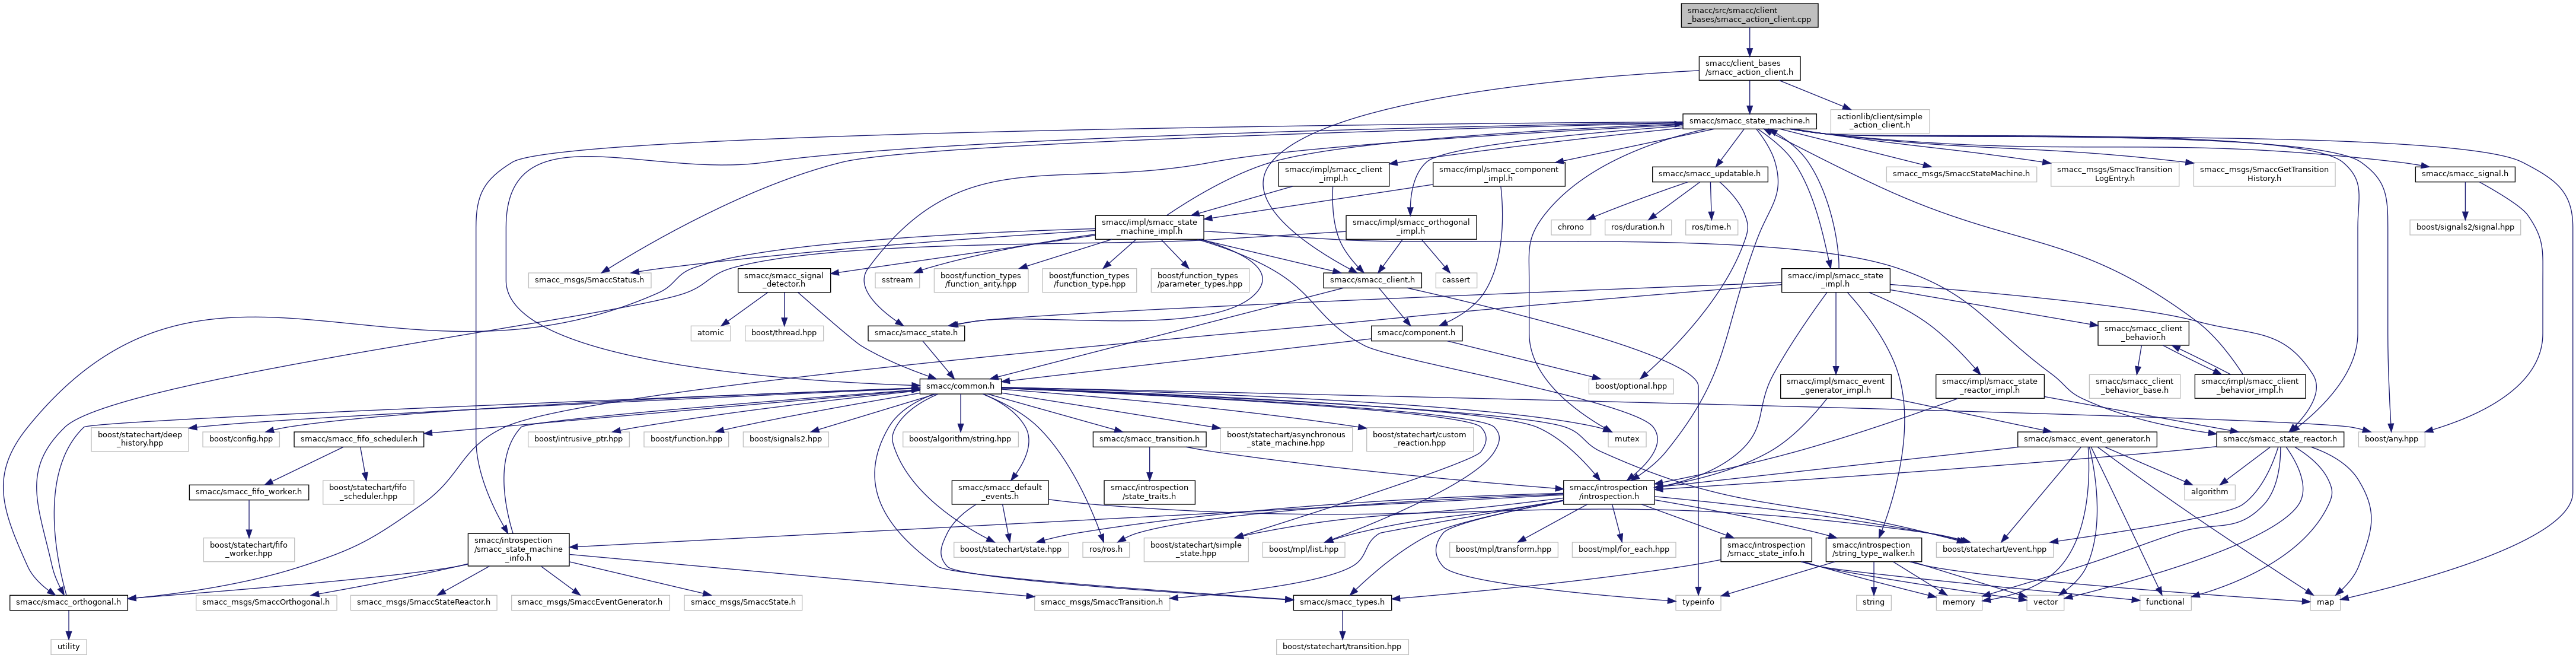 smacc/src/smacc/client
_bases/smacc_action_client.cpp
smacc/client_bases
/smacc_action_client.h
smacc/smacc_state_machine.h
actionlib/client/simple
_action_client.h
smacc/impl/smacc_client
_impl.h
smacc/impl/smacc_component
_impl.h
smacc/smacc_updatable.h
smacc_msgs/SmaccStateMachine.h
smacc_msgs/SmaccTransition
LogEntry.h
smacc_msgs/SmaccGetTransition
History.h
smacc/smacc_signal.h
smacc/impl/smacc_state
_machine_impl.h
smacc/impl/smacc_orthogonal
_impl.h
chrono
ros/duration.h
ros/time.h
boost/signals2/signal.hpp
smacc_msgs/SmaccStatus.h
smacc/smacc_signal
_detector.h
sstream
boost/function_types
/function_arity.hpp
boost/function_types
/function_type.hpp
boost/function_types
/parameter_types.hpp
smacc/smacc_client.h
cassert
smacc/impl/smacc_state
_impl.h
atomic
boost/thread.hpp
smacc/smacc_state.h
smacc/component.h
smacc/smacc_client
_behavior.h
smacc/common.h
boost/optional.hpp
smacc/impl/smacc_event
_generator_impl.h
smacc/impl/smacc_state
_reactor_impl.h
smacc/smacc_client
_behavior_base.h
smacc/impl/smacc_client
_behavior_impl.h
boost/statechart/deep
_history.hpp
boost/config.hpp
smacc/smacc_fifo_scheduler.h
boost/intrusive_ptr.hpp
boost/function.hpp
boost/signals2.hpp
boost/algorithm/string.hpp
smacc/smacc_transition.h
boost/statechart/asynchronous
_state_machine.hpp
boost/statechart/custom
_reaction.hpp
mutex
smacc/smacc_event_generator.h
smacc/smacc_state_reactor.h
boost/any.hpp
smacc/smacc_fifo_worker.h
boost/statechart/fifo
_scheduler.hpp
smacc/smacc_default
_events.h
smacc/introspection
/state_traits.h
smacc/introspection
/introspection.h
algorithm
boost/statechart/fifo
_worker.hpp
smacc/introspection
/smacc_state_machine
_info.h
boost/statechart/state.hpp
ros/ros.h
boost/statechart/simple
_state.hpp
boost/mpl/list.hpp
boost/mpl/transform.hpp
boost/mpl/for_each.hpp
smacc/introspection
/smacc_state_info.h
smacc/introspection
/string_type_walker.h
boost/statechart/event.hpp
smacc/smacc_orthogonal.h
smacc_msgs/SmaccOrthogonal.h
smacc_msgs/SmaccStateReactor.h
smacc_msgs/SmaccEventGenerator.h
smacc_msgs/SmaccState.h
smacc_msgs/SmaccTransition.h
smacc/smacc_types.h
typeinfo
string
memory
vector
functional
map
utility
boost/statechart/transition.hpp